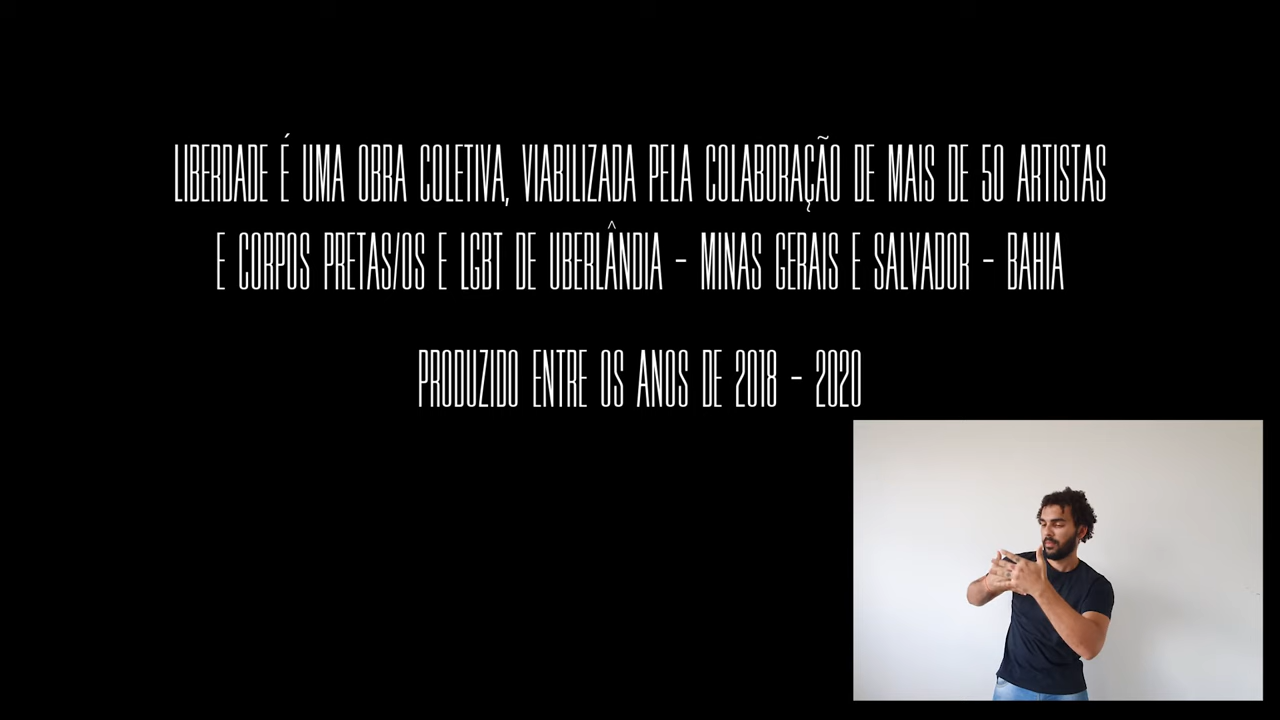 LIBERDADE É UMA OBRA COLETIVA, VIABILIZADA PELA COLABORAÇÃO DE MAIS DE 50 ARTISTAS
E CORPOS PRETAS/OS E LGBT DE UBERLÂNDIA - MINAS GERAIS E SALVADOR - BAHIA
PRODUZIDO ENTRE OS ANOS DE 2018 - 2020